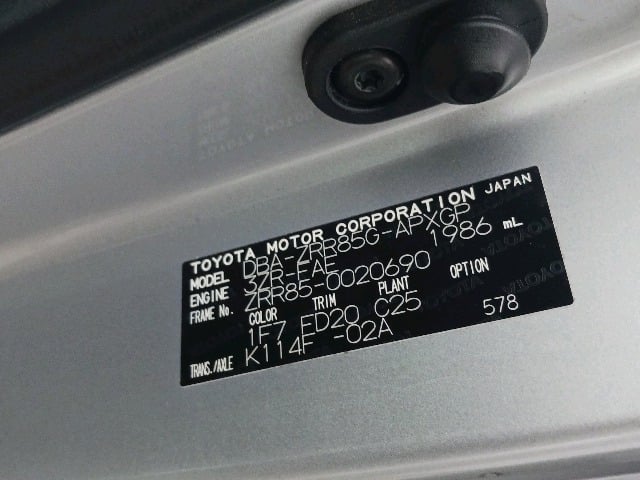 TOYOTA MOTOR CORPORATION JAPAN
MODEL DBA-ZRR85G-APXGP
ENGINE 3ZR-FAE 1986 mL
FRAME No. ZRR85-0020690
COLOR TRIM PLANT OPTION
1F7 FD20 C25 578
TRANS./AXLE K114F -02A